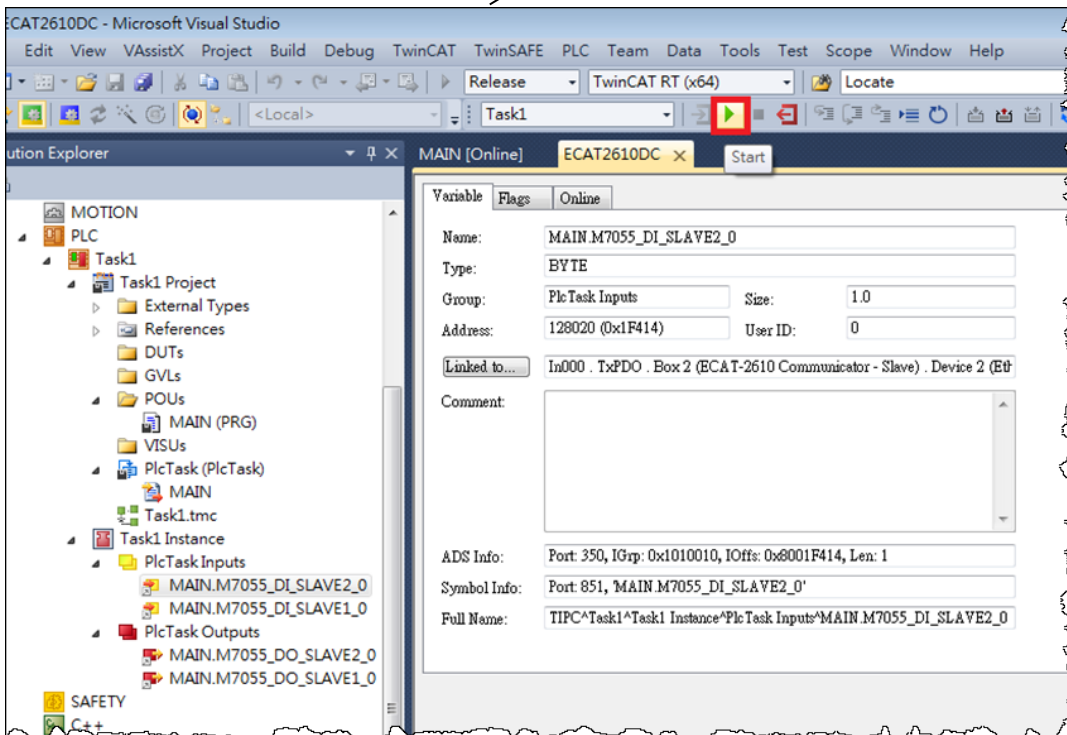 ECAT2610DC - Microsoft Visual Studio
Edit View VAssistX Project Build Debug TwinCAT TwinSAFE PLC Team Data Tools Test Scope Window Help
Release TwinCAT RT (x64) Locate
<Local> Task1
ution Explorer
MAIN [Online] ECAT2610DC
Start
MOTION
PLC
Task1
Task1 Project
External Types
References
DUTs
GVLs
POUs
MAIN (PRG)
VISUs
PlcTask (PlcTask)
MAIN
Task1.tmc
Task1 Instance
PlcTask Inputs
MAIN.M7055_DI_SLAVE2_0
MAIN.M7055_DI_SLAVE1_0
PlcTask Outputs
MAIN.M7055_DO_SLAVE2_0
MAIN.M7055_DO_SLAVE1_0
SAFETY
C++
Variable Flags Online
Name: MAIN.M7055_DI_SLAVE2_0
Type: BYTE
Group: PlcTask Inputs Size: 1.0
Address: 128020 (0x1F414) User ID: 0
Linked to... In000 . TxPDO . Box 2 (ECAT-2610 Communicator - Slave) . Device 2 (Eth
Comment:
ADS Info: Port: 350, IGrp: 0x1010010, IOffs: 0x8001F414, Len: 1
Symbol Info: Port: 851, 'MAIN.M7055_DI_SLAVE2_0'
Full Name: TIPC^Task1^Task1 Instance^PlcTask Inputs^MAIN.M7055_DI_SLAVE2_0